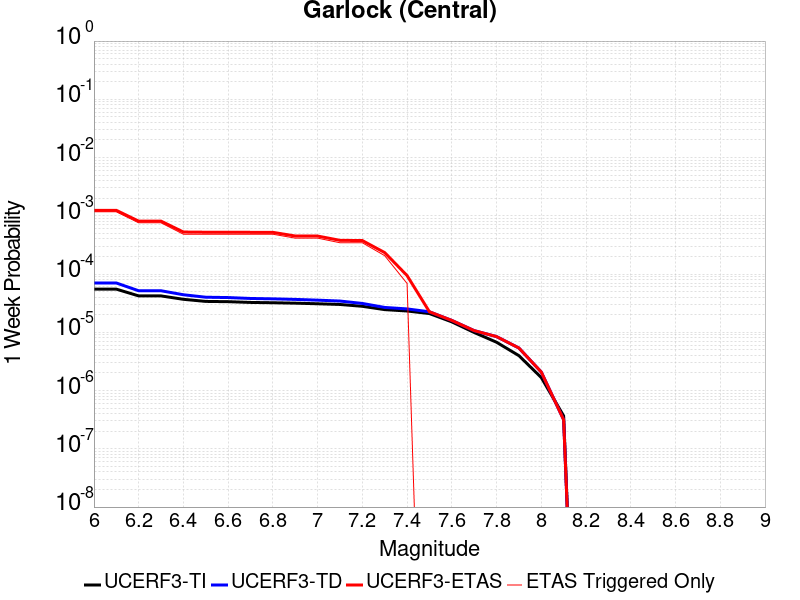 Garlock (Central)
10^0
10^-1
10^-2
10^-3
10^-4
10^-5
10^-6
10^-7
10^-8
1 Week Probability
6 6.2 6.4 6.6 6.8 7 7.2 7.4 7.6 7.8 8 8.2 8.4 8.6 8.8 9
Magnitude
UCERF3-TI UCERF3-TD UCERF3-ETAS ETAS Triggered Only